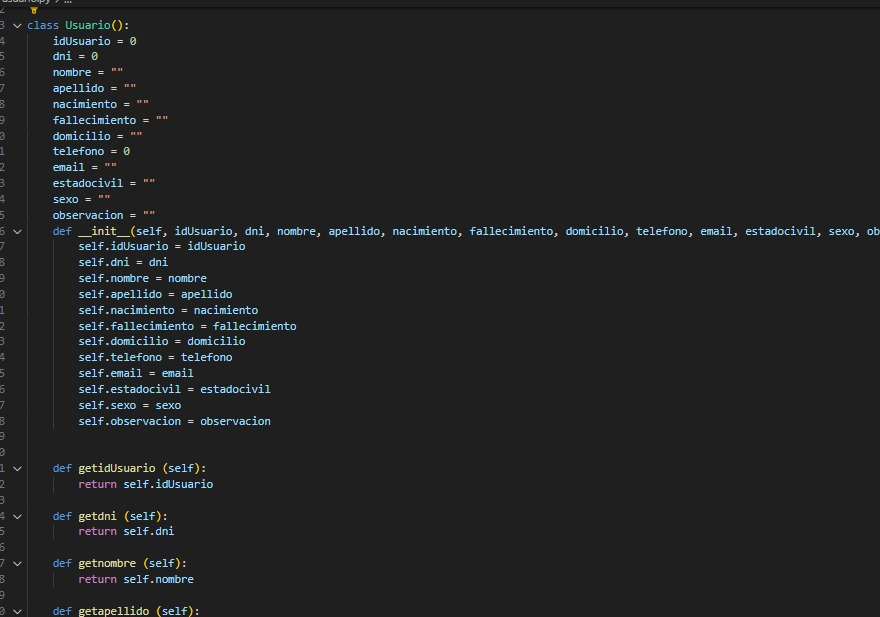 class Usuario():
idUsuario = 0
dni = 0
nombre = ""
apellido = ""
nacimiento = ""
fallecimiento = ""
domicilio = ""
telefono = 0
email = ""
estadocivil = ""
sexo = ""
observacion = ""
def __init__(self, idUsuario, dni, nombre, apellido, nacimiento, fallecimiento, domicilio, telefono, email, estadocivil, sexo, ob
self.idUsuario = idUsuario
self.dni = dni
self.nombre = nombre
self.apellido = apellido
self.nacimiento = nacimiento
self.fallecimiento = fallecimiento
self.domicilio = domicilio
self.telefono = telefono
self.email = email
self.estadocivil = estadocivil
self.sexo = sexo
self.observacion = observacion
def getidUsuario (self):
return self.idUsuario
def getdni (self):
return self.dni
def getnombre (self):
return self.nombre
def getapellido (self):